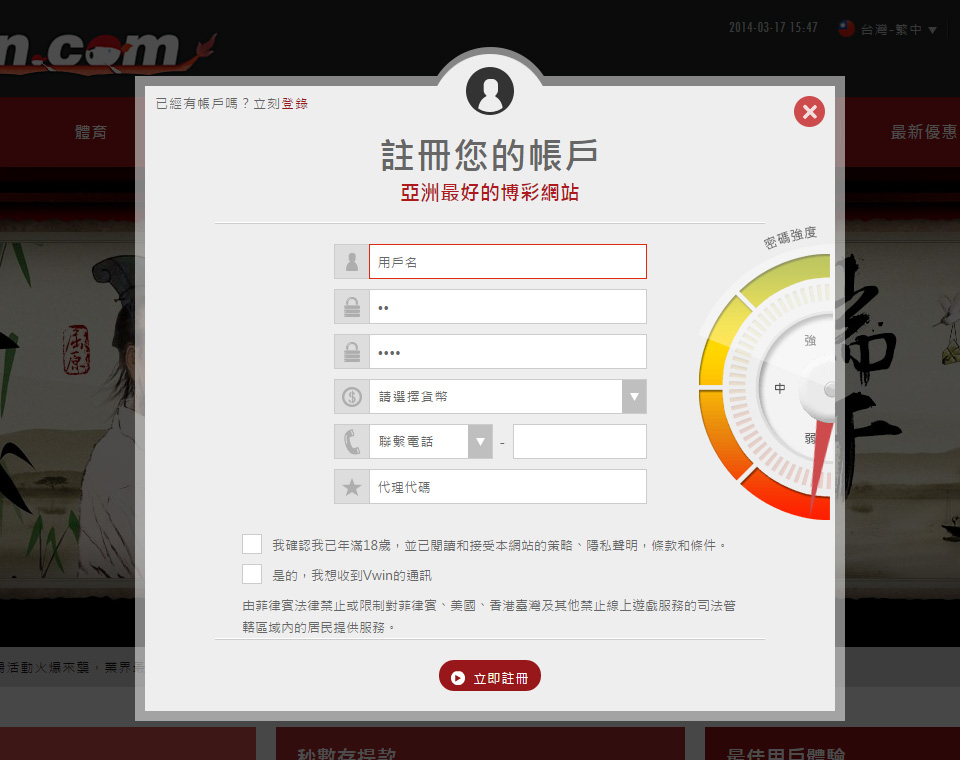 n.com
2014-03-17 15:47
台灣-繁中
體育
最新優惠
已經有帳戶嗎？立刻登錄
註冊您的帳戶
亞洲最好的博彩網站
用戶名
••
••••
請選擇貨幣
聯繫電話
-
代理代碼
密碼強度
強
中
弱
屈原
端午
我確認我已年滿18歲，並已閱讀和接受本網站的策略、隱私聲明，條款和條件。
是的，我想收到Vwin的通訊
由菲律賓法律禁止或限制對菲律賓、美國、香港臺灣及其他禁止線上遊戲服務的司法管
轄區域內的居民提供服務。
活動火爆來襲，業界
立即註冊
秒數存提款
最佳用戶體驗